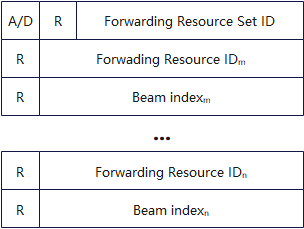 A/D R Forwarding Resource Set ID
R Forwading Resource IDm
R Beam indexm
...
R Forwarding Resource IDn
R Beam indexn